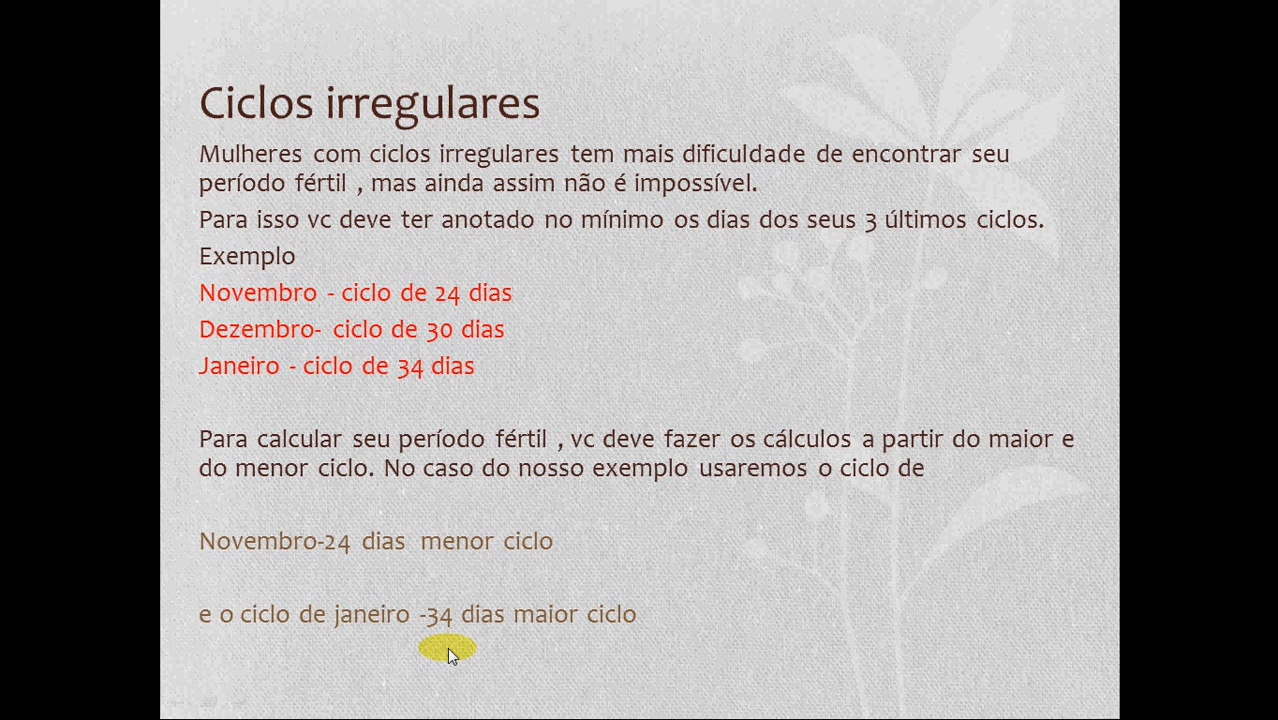 Ciclos irregulares
Mulheres com ciclos irregulares tem mais dificuldade de encontrar seu
período fértil , mas ainda assim não é impossível.
Para isso vc deve ter anotado no mínimo os dias dos seus 3 últimos ciclos.
Exemplo
Novembro - ciclo de 24 dias
Dezembro- ciclo de 30 dias
Janeiro - ciclo de 34 dias
Para calcular seu período fértil , vc deve fazer os cálculos a partir do maior e
do menor ciclo. No caso do nosso exemplo usaremos o ciclo de
Novembro-24 dias menor ciclo
e o ciclo de janeiro -34 dias maior ciclo